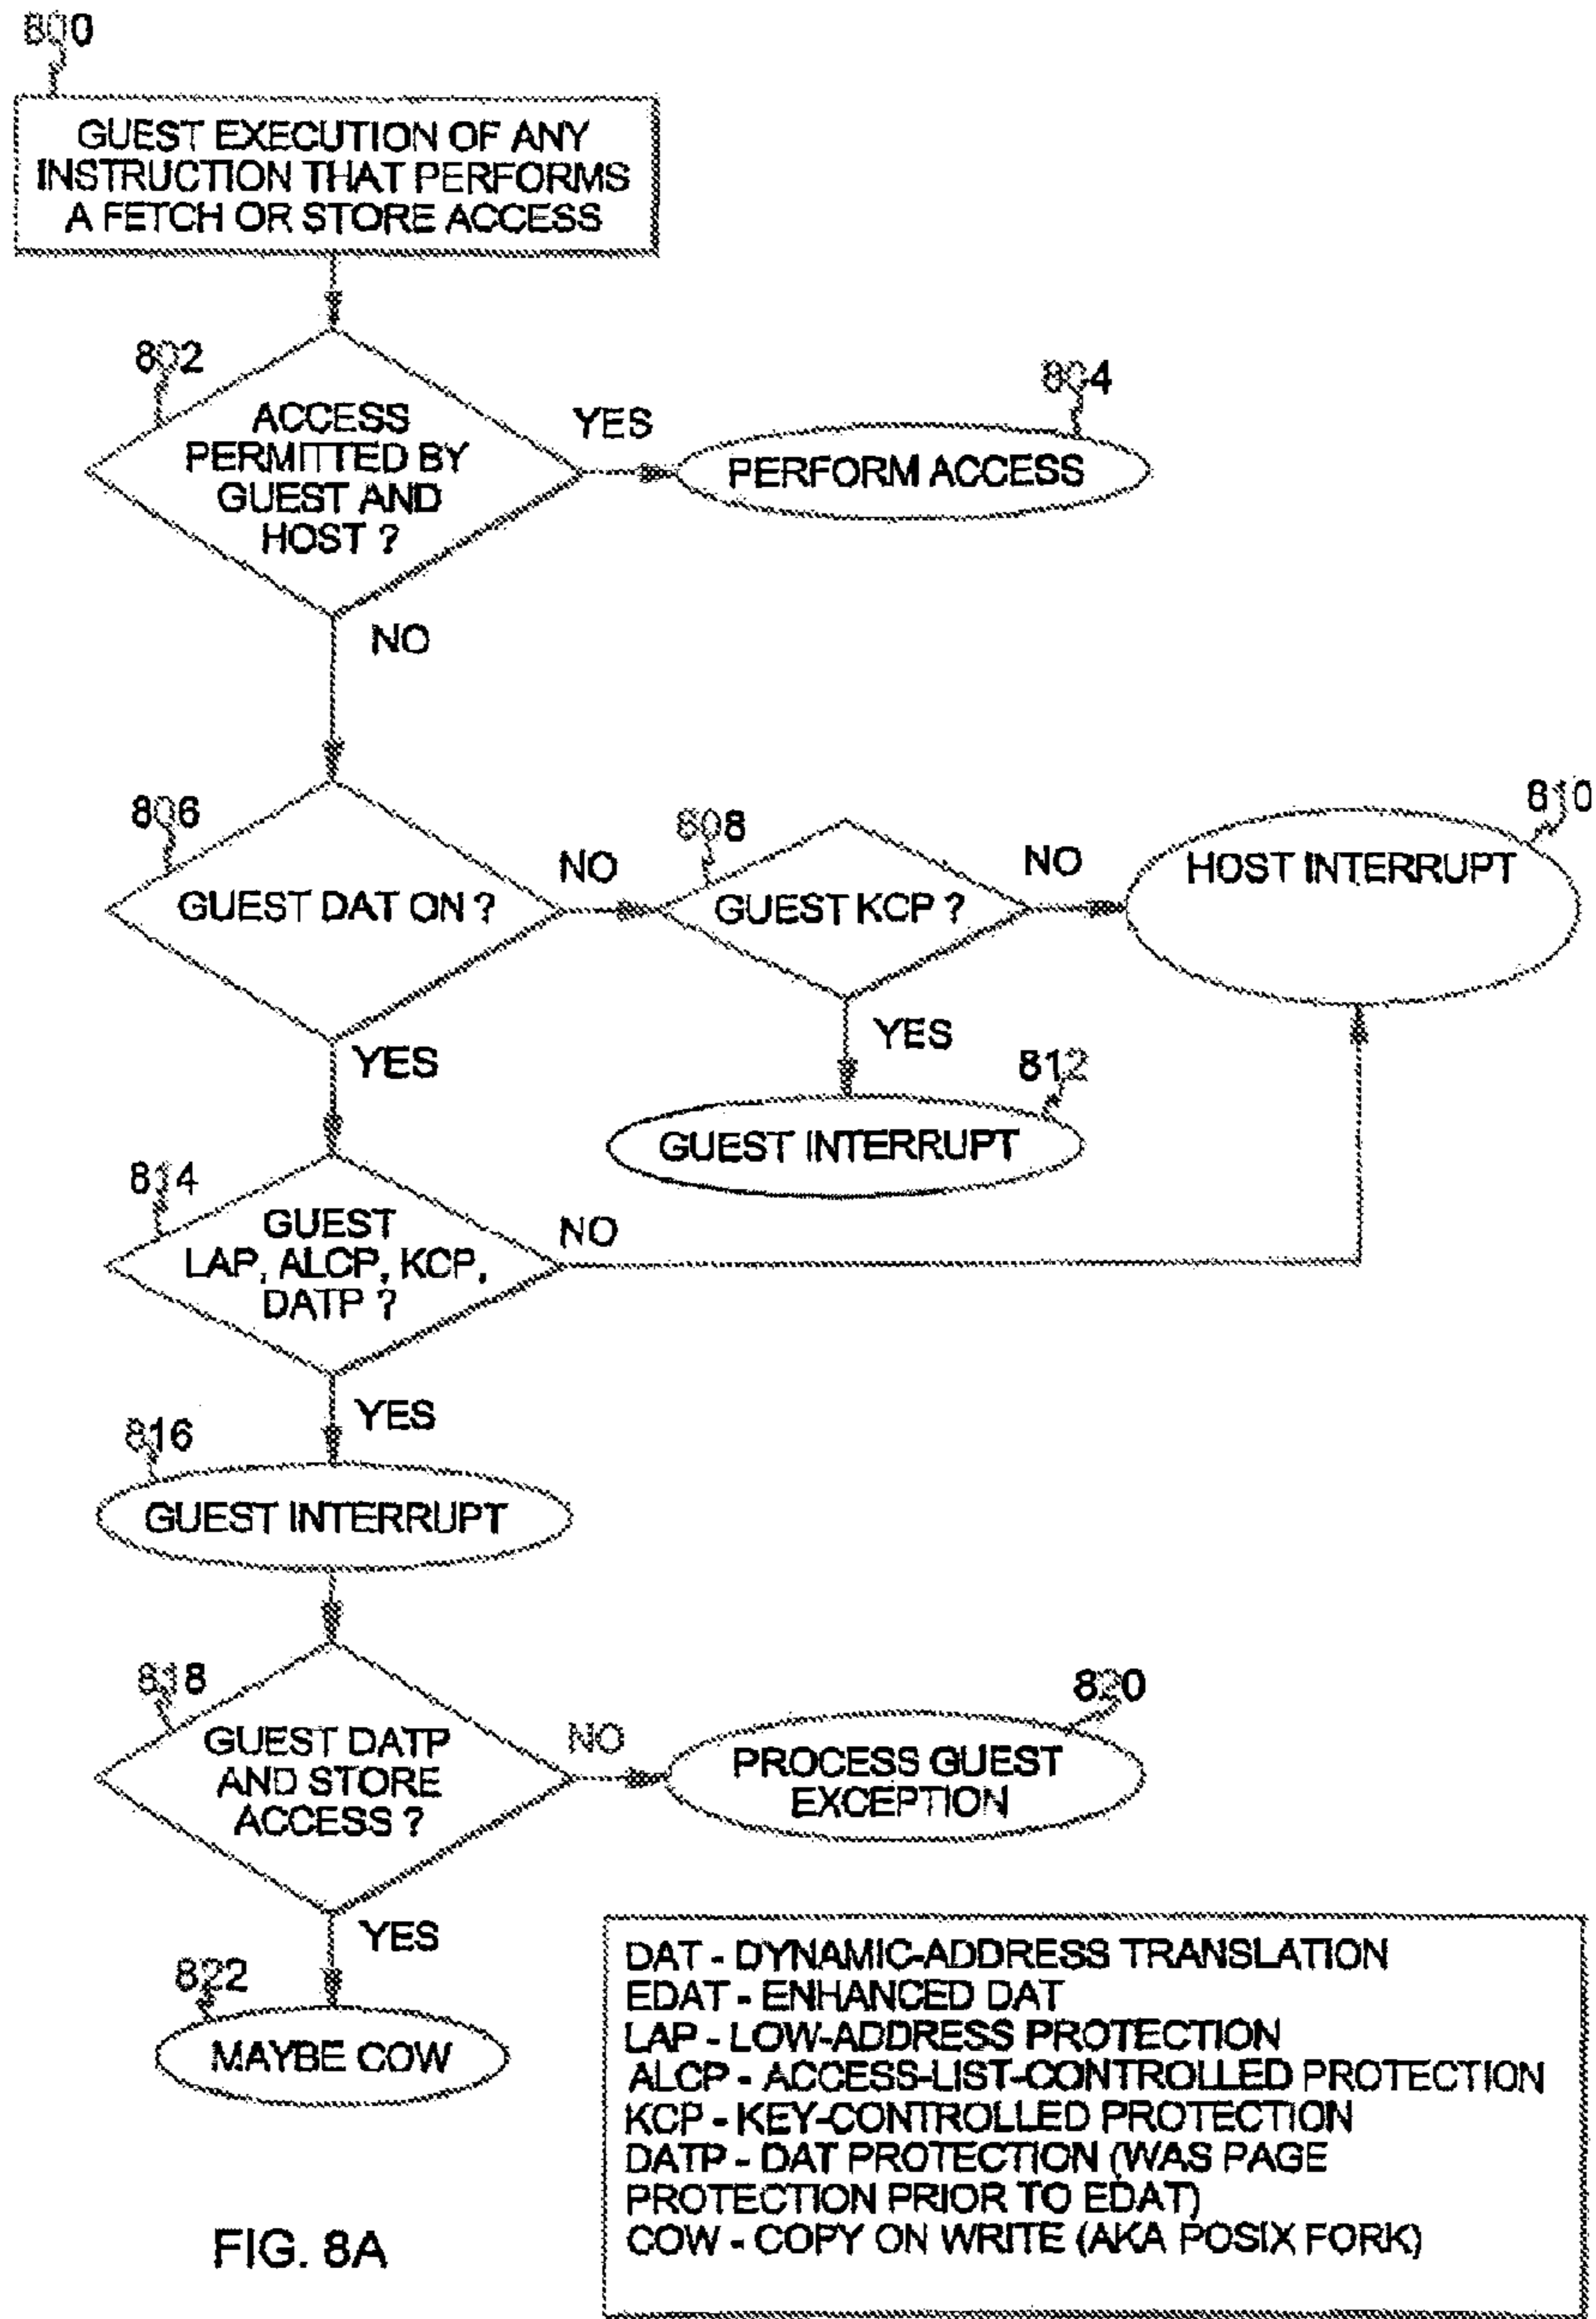 800
GUEST EXECUTION OF ANY
INSTRUCTION THAT PERFORMS
A FETCH OR STORE ACCESS
802
ACCESS
PERMITTED BY
GUEST AND
HOST ?
YES
804
PERFORM ACCESS
NO
806
GUEST DAT ON ?
NO
808
GUEST KCP ?
NO
810
HOST INTERRUPT
YES
YES
812
GUEST INTERRUPT
814
GUEST
LAP, ALCP, KCP,
DATP ?
NO
YES
816
GUEST INTERRUPT
818
GUEST DATP
AND STORE
ACCESS ?
NO
820
PROCESS GUEST
EXCEPTION
YES
822
MAYBE COW
DAT - DYNAMIC-ADDRESS TRANSLATION
EDAT - ENHANCED DAT
LAP - LOW-ADDRESS PROTECTION
ALCP - ACCESS-LIST-CONTROLLED PROTECTION
KCP - KEY-CONTROLLED PROTECTION
DATP - DAT PROTECTION (WAS PAGE
PROTECTION PRIOR TO EDAT)
COW - COPY ON WRITE (AKA POSIX FORK)
FIG. 8A